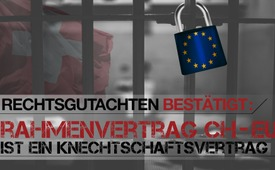 RECHTSGUTACHTEN BESTÄTIGT:
RAHMENVERTRAG CH-EU
IST EIN KNECHTSCHAFTSVERTRAG